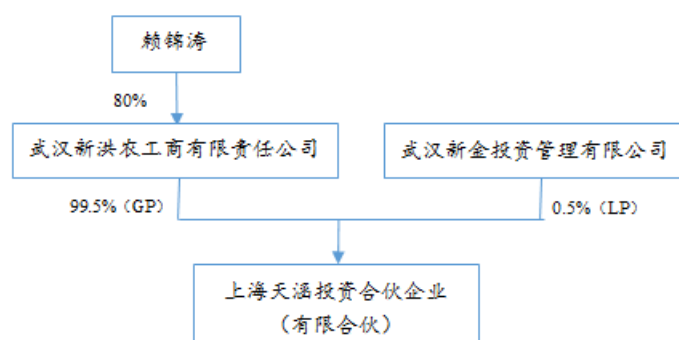 赖锦涛
80%
武汉新洪农工商有限责任公司
武汉新金投资管理有限公司
99.5%（GP）
0.5%（LP）
上海天涵投资合伙企业
（有限合伙）